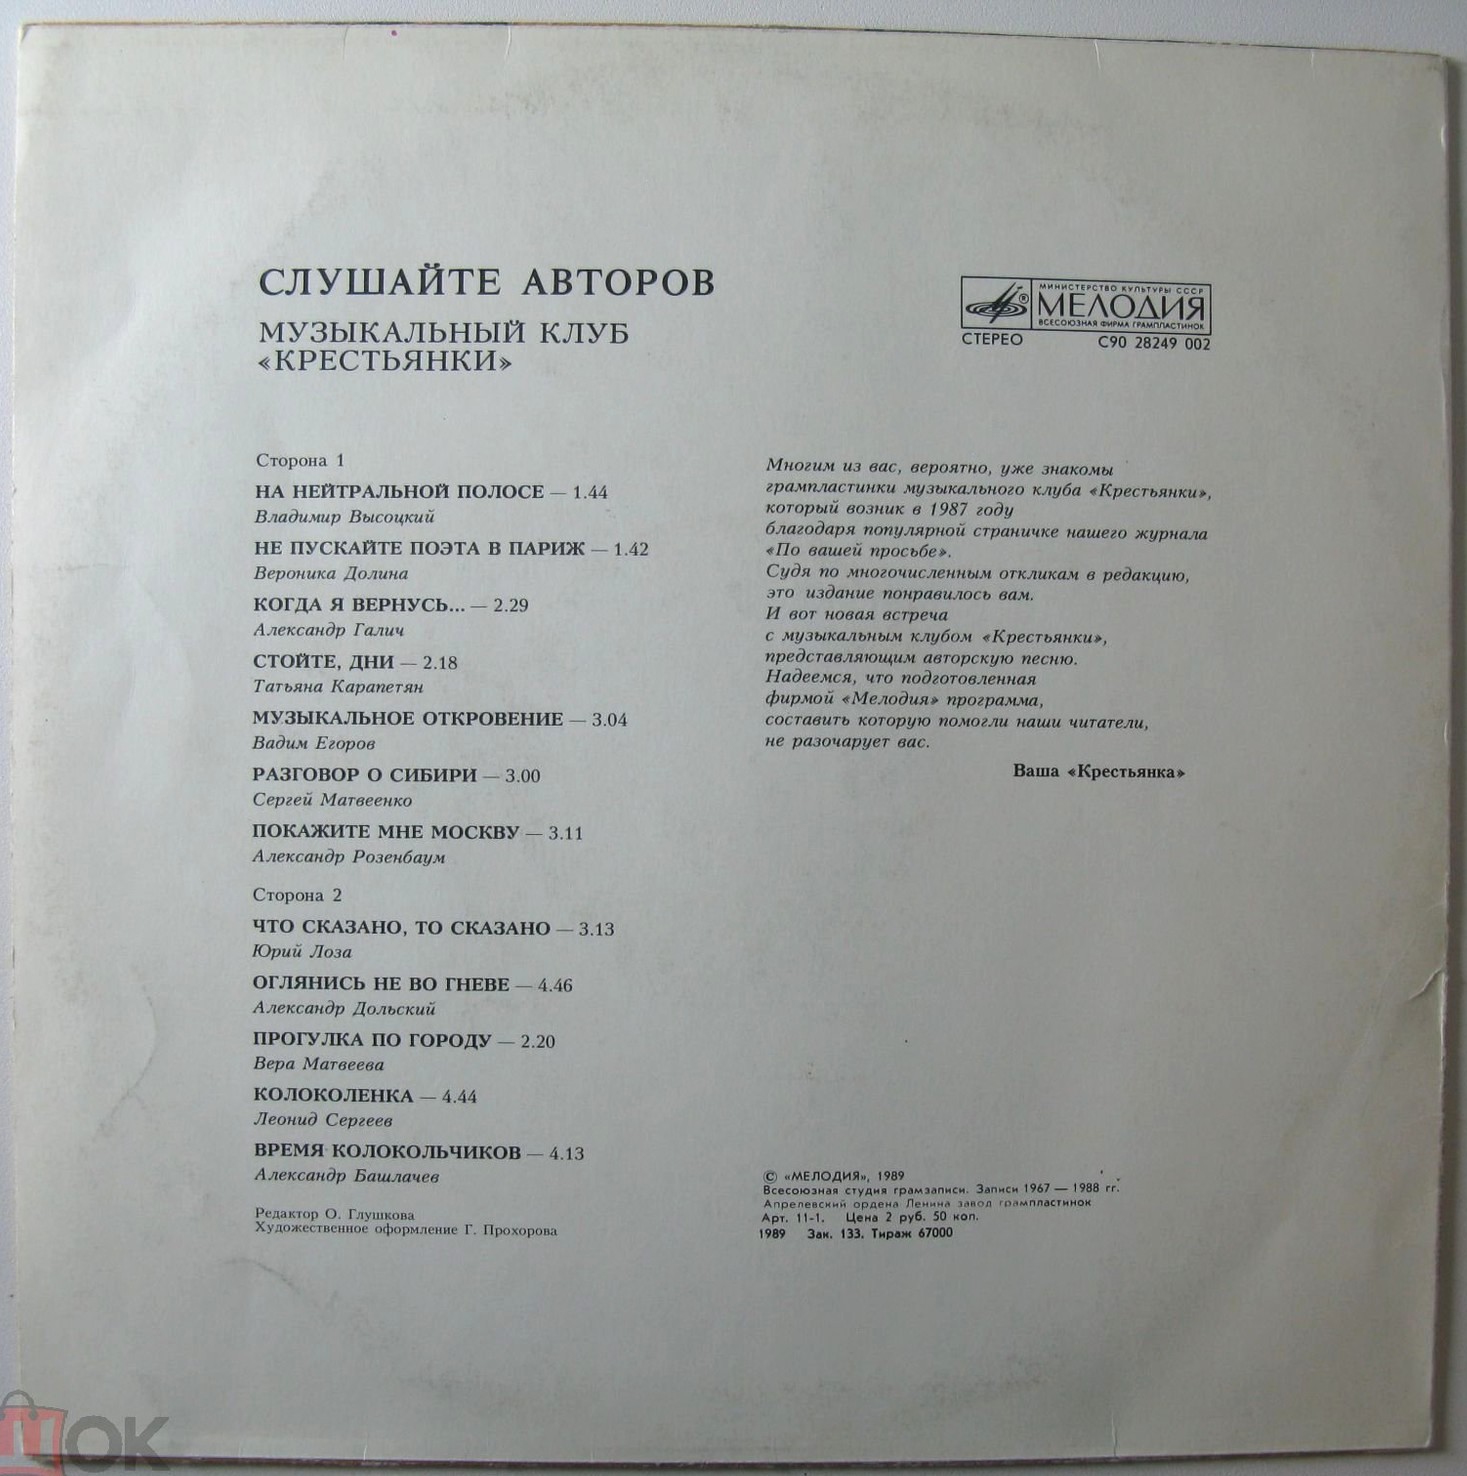 СЛУШАЙТЕ АВТОРОВ
МУЗЫКАЛЬНЫЙ КЛУБ
«КРЕСТЬЯНКИ»
МИНИСТЕРСТВО КУЛЬТУРЫ СССР
®
МЕЛОДИЯ
ВСЕСОЮЗНАЯ ФИРМА ГРАМПЛАСТИНОК
СТЕРЕО С90 28249 002
Сторона 1
НА НЕЙТРАЛЬНОЙ ПОЛОСЕ — 1.44
Владимир Высоцкий
НЕ ПУСКАЙТЕ ПОЭТА В ПАРИЖ — 1.42
Вероника Долина
КОГДА Я ВЕРНУСЬ... — 2.29
Александр Галич
СТОЙТЕ, ДНИ — 2.18
Татьяна Карапетян
МУЗЫКАЛЬНОЕ ОТКРОВЕНИЕ — 3.04
Вадим Егоров
РАЗГОВОР О СИБИРИ — 3.00
Сергей Матвеенко
ПОКАЖИТЕ МНЕ МОСКВУ — 3.11
Александр Розенбаум
Сторона 2
ЧТО СКАЗАНО, ТО СКАЗАНО — 3.13
Юрий Лоза
ОГЛЯНИСЬ НЕ ВО ГНЕВЕ — 4.46
Александр Дольский
ПРОГУЛКА ПО ГОРОДУ — 2.20
Вера Матвеева
КОЛОКОЛЕНКА — 4.44
Леонид Сергеев
ВРЕМЯ КОЛОКОЛЬЧИКОВ — 4.13
Александр Башлачев
Редактор О. Глушкова
Художественное оформление Г. Прохорова
Многим из вас, вероятно, уже знакомы
грампластинки музыкального клуба «Крестьянки»,
который возник в 1987 году
благодаря популярной страничке нашего журнала
«По вашей просьбе».
Судя по многочисленным откликам в редакцию,
это издание понравилось вам.
И вот новая встреча
с музыкальным клубом «Крестьянки»,
представляющим авторскую песню.
Надеемся, что подготовленная
фирмой «Мелодия» программа,
составить которую помогли наши читатели,
не разочарует вас.
Ваша «Крестьянка»
© «МЕЛОДИЯ», 1989
Всесоюзная студия грамзаписи. Записи 1967 — 1988 гг.
Апрелевский ордена Ленина завод грампластинок
Арт. 11-1. Цена 2 руб. 50 коп.
1989 Зак. 133. Тираж 67000
МОК